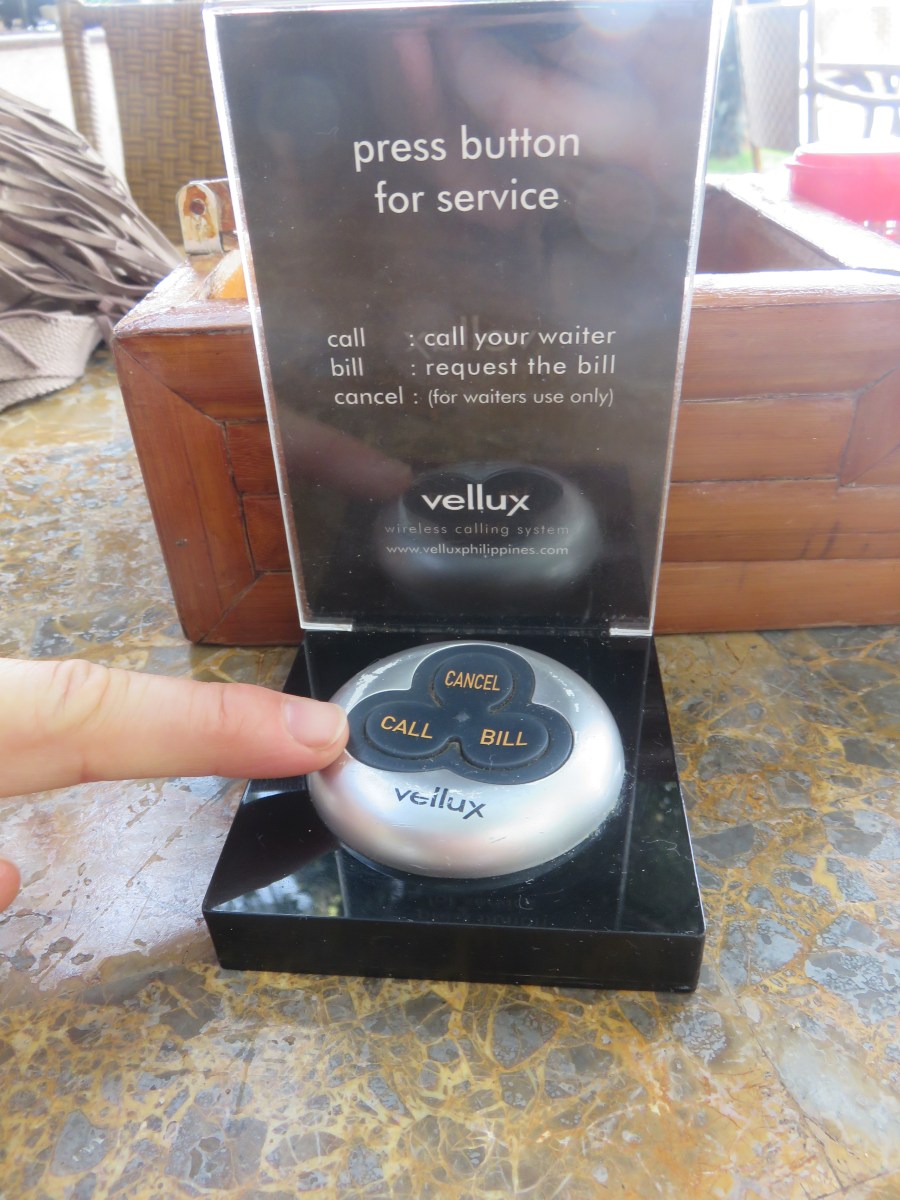 press button
for service
call : call your waiter
bill : request the bill
cancel : (for waiters use only)
vellux
wireless calling system
www.velluxphilippines.com
CANCEL
CALL BILL
vellux